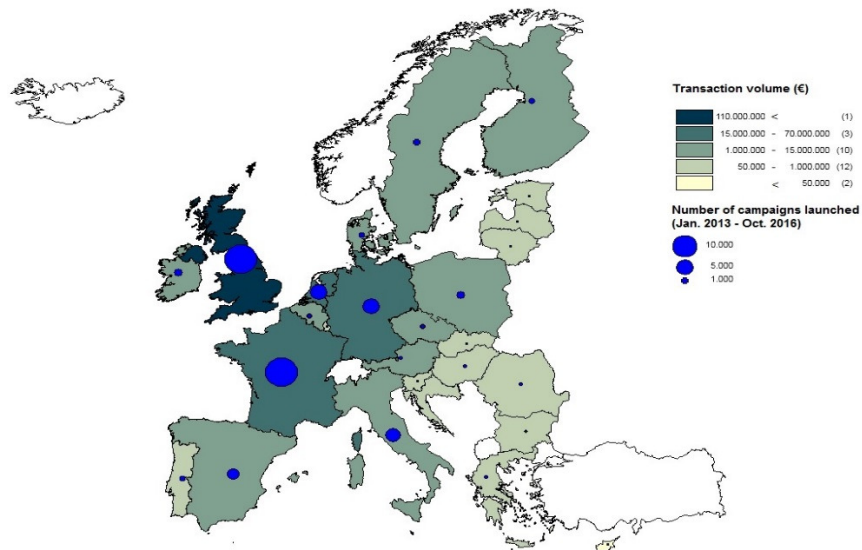 Transaction volume (€)
110.000.000 < (1)
15.000.000 - 70.000.000 (3)
1.000.000 - 15.000.000 (10)
50.000 - 1.000.000 (12)
< 50.000 (2)
Number of campaigns launched
(Jan. 2013 - Oct. 2016)
10.000
5.000
1.000